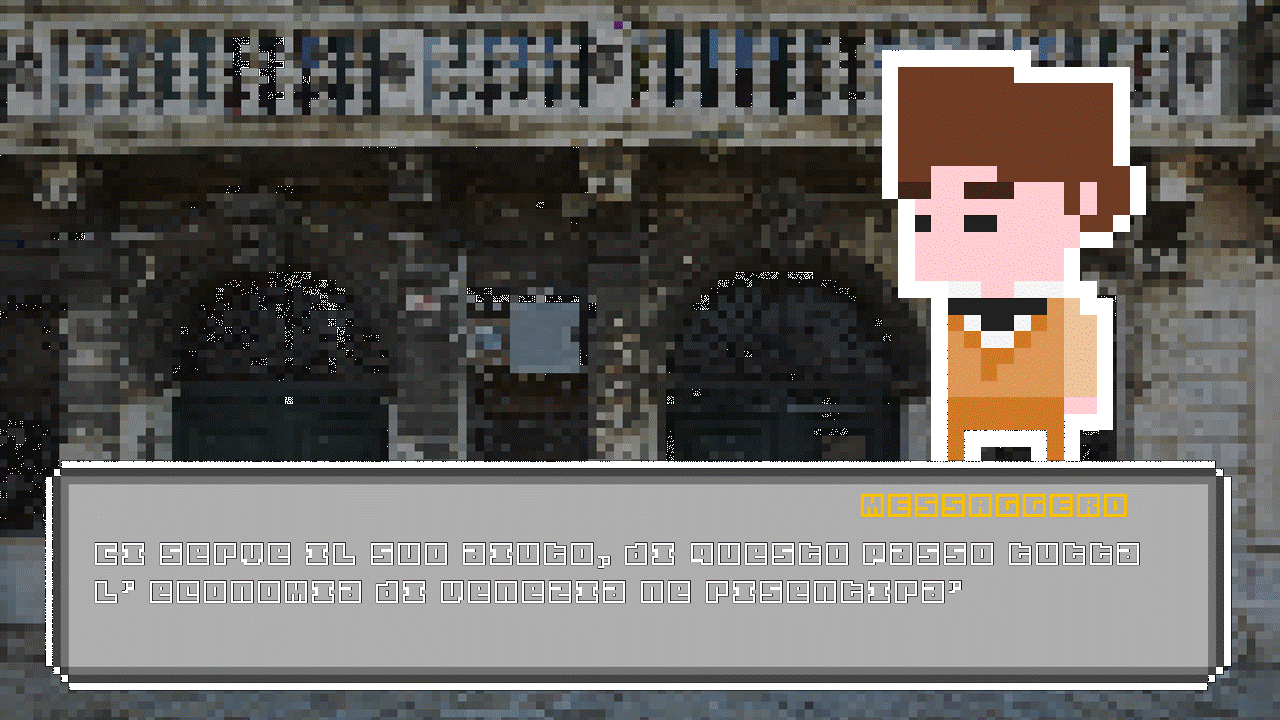 MESSAGGERO
Ci serve il suo aiuto, di questo passo tutta
l' economia di Venezia ne risentira'